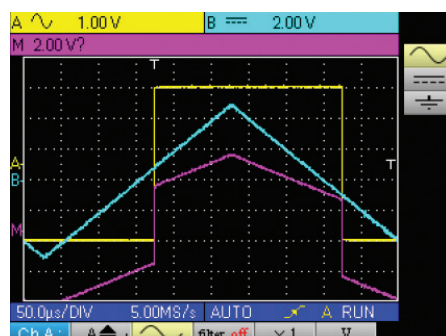 A 1.00 V B 2.00 V
M 2.00 V?
T
A
B
T
M
50.0µs/DIV 5.00MS/s AUTO A RUN
Ch A: A filter off × 1 V